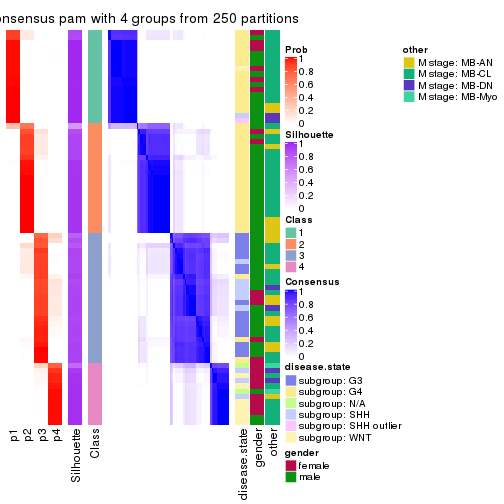 onsensus pam with 4 groups from 250 partitions
Prob
1
0.8
0.6
0.4
0.2
0
Silhouette
1
0.8
0.6
0.4
0.2
0
Class
1
2
3
4
Consensus
1
0.8
0.6
0.4
0.2
0
disease.state
subgroup: G3
subgroup: G4
subgroup: N/A
subgroup: SHH
subgroup: SHH outlier
subgroup: WNT
gender
female
male
other
M stage: MB-AN
M stage: MB-CL
M stage: MB-DN
M stage: MB-Myo
p1
p2
p3
p4
Silhouette
Class
disease.state
gender
other